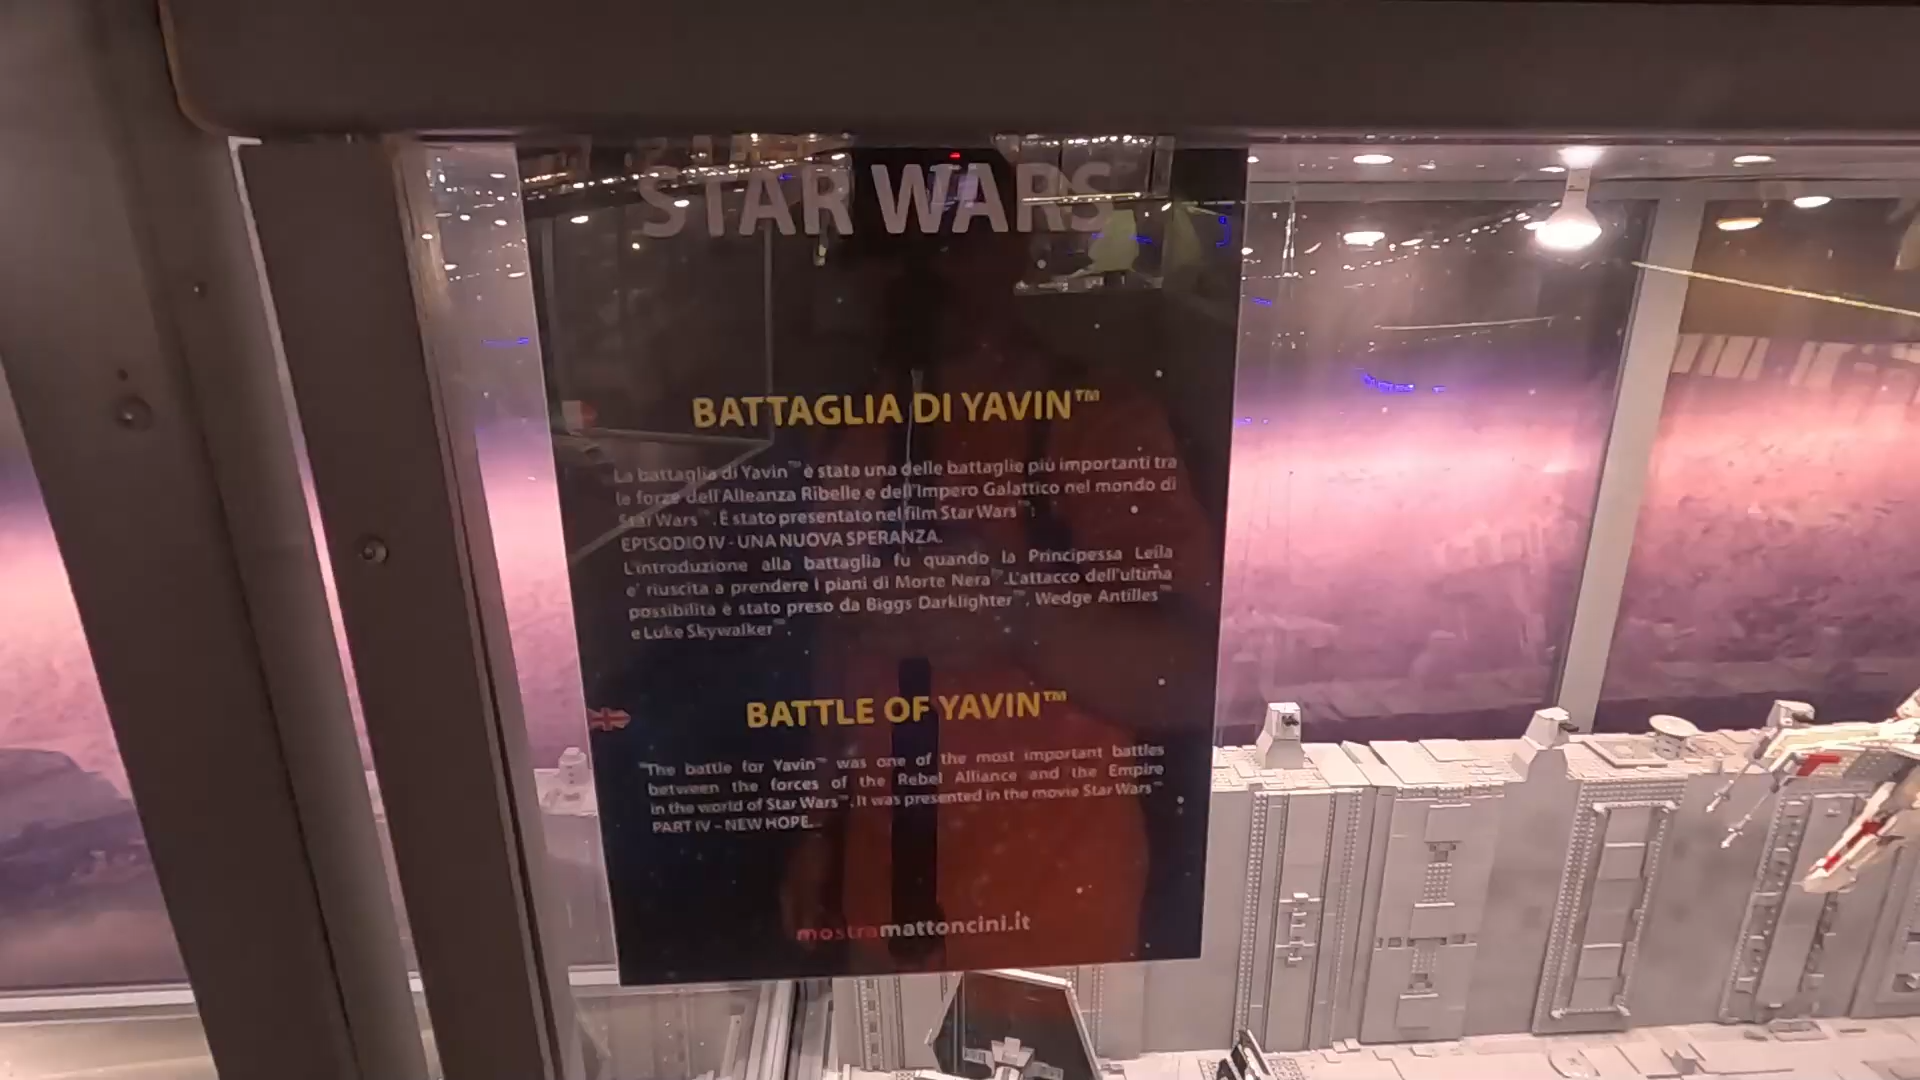 STAR WARS
BATTAGLIA DI YAVIN™
La battaglia di Yavin™ è stata una delle battaglie più importanti tra
le forze dell'Alleanza Ribelle e dell'Impero Galattico nel mondo di
Star Wars™. È stato presentato nel film Star Wars™:
EPISODIO IV - UNA NUOVA SPERANZA.
L'introduzione alla battaglia fu quando la Principessa Leila
e' riuscita a prendere i piani di Morte Nera™. L'attacco dell'ultima
possibilità è stato preso da Biggs Darklighter™, Wedge Antilles™
e Luke Skywalker™.
BATTLE OF YAVIN™
The battle for Yavin™ was one of the most important battles
between the forces of the Rebel Alliance and the Empire
in the world of Star Wars™. It was presented in the movie Star Wars™
PART IV – NEW HOPE.
mostramattoncini.it